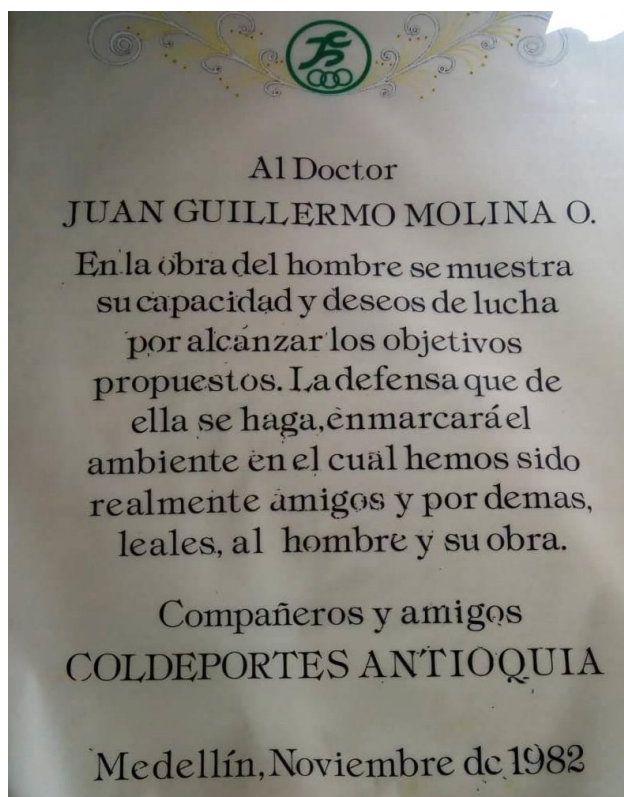 Al Doctor
JUAN GUILLERMO MOLINA O.
En la obra del hombre se muestra
su capacidad y deseos de lucha
por alcanzar los objetivos
propuestos. La defensa que de
ella se haga, enmarcará el
ambiente en el cual hemos sido
realmente amigos y por demas,
leales, al hombre y su obra.
Compañeros y amigos
COLDEPORTES ANTIOQUIA
Medellín, Noviembre de 1982